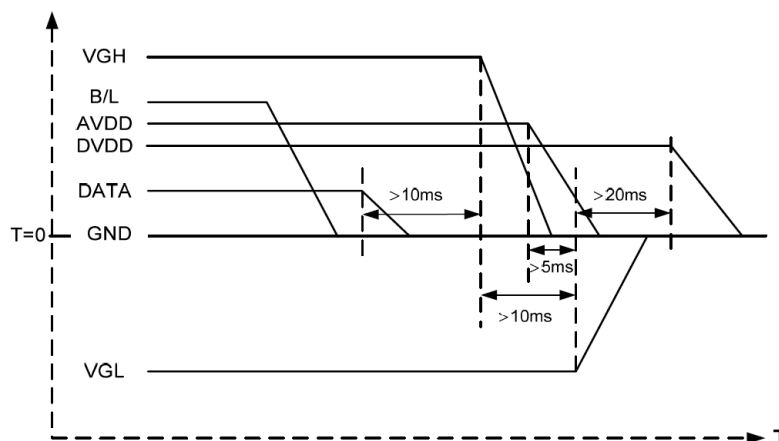 VGH
B/L
AVDD
DVDD
DATA
>10ms
>20ms
T=0
GND
>5ms
>10ms
VGL
T